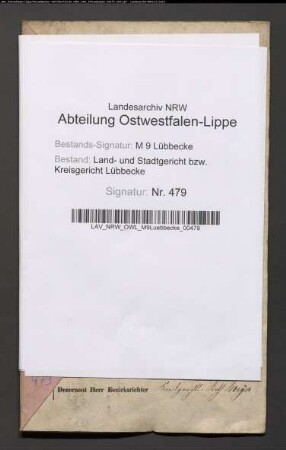 Landesarchiv NRW
Abteilung Ostwestfalen-Lippe
Bestands-Signatur: M 9 Lübbecke
Bestand: Land- und Stadtgericht bzw.
Kreisgericht Lübbecke
Signatur: Nr. 479
LAV_NRW_OWL_M9Luebbecke_00479
Decernent Herr Bezirksrichter